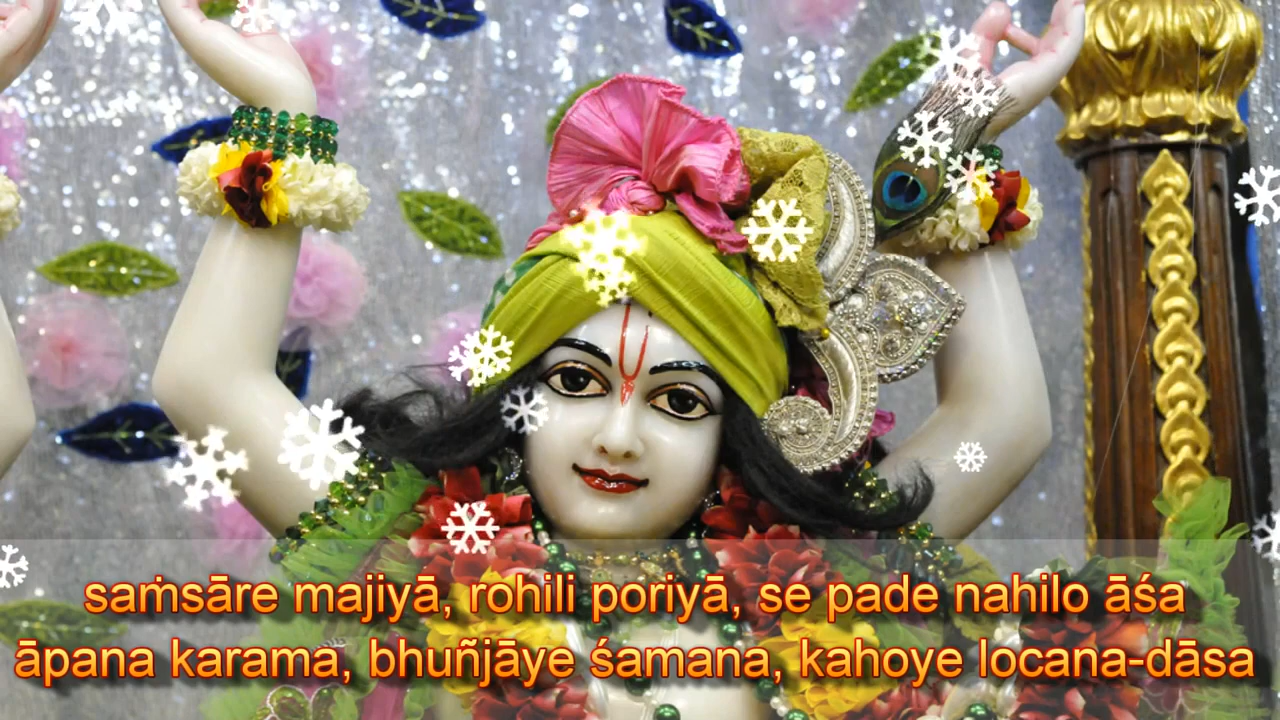 saṁsāre majiyā, rohili poriyā, se pade nahilo āśa
āpana karama, bhuñjāye śamana, kahoye locana-dāsa